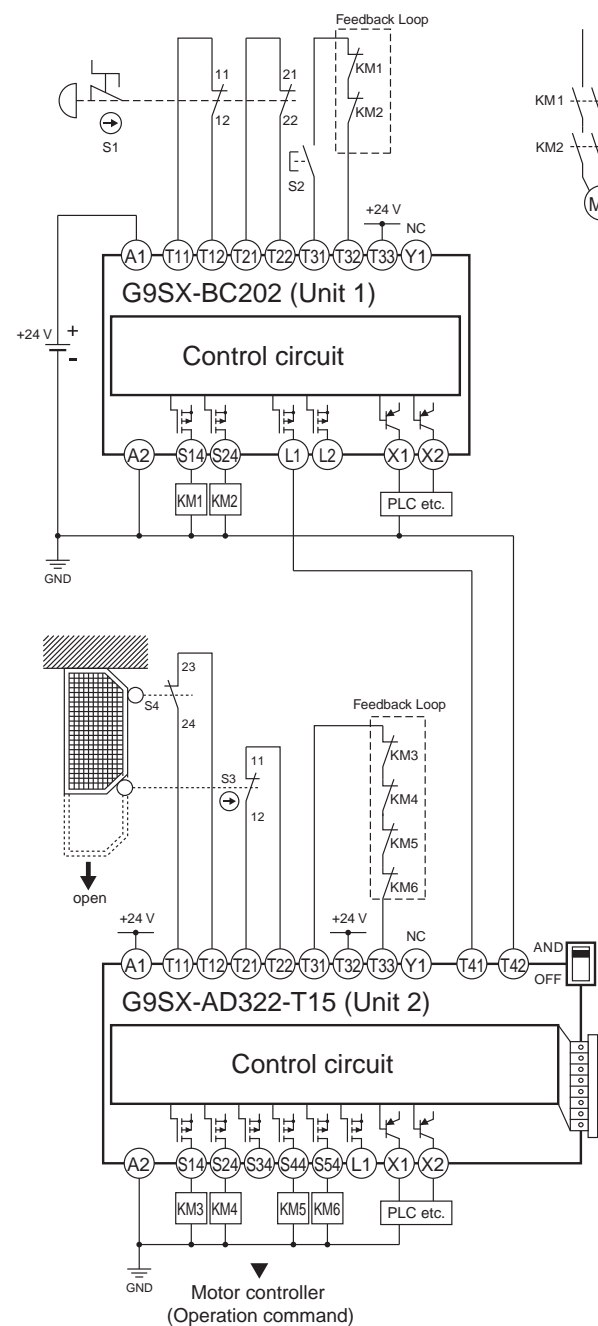 Feedback Loop
KM1
KM2
11
12
21
22
S1
S2
KM1
KM2
M
+24 V
NC
A1 T11 T12 T21 T22 T31 T32 T33 Y1
G9SX-BC202 (Unit 1)
+24 V
+
-
Control circuit
A2 S14 S24 L1 L2 X1 X2
KM1 KM2
PLC etc.
GND
23
S4
24
Feedback Loop
KM3
11
S3
KM4
12
KM5
KM6
open
+24 V
+24 V
NC
AND
A1 T11 T12 T21 T22 T31 T32 T33 Y1 T41 T42
OFF
G9SX-AD322-T15 (Unit 2)
Control circuit
A2 S14 S24 S34 S44 S54 L1 X1 X2
KM3 KM4 KM5 KM6
PLC etc.
GND
Motor controller
(Operation command)